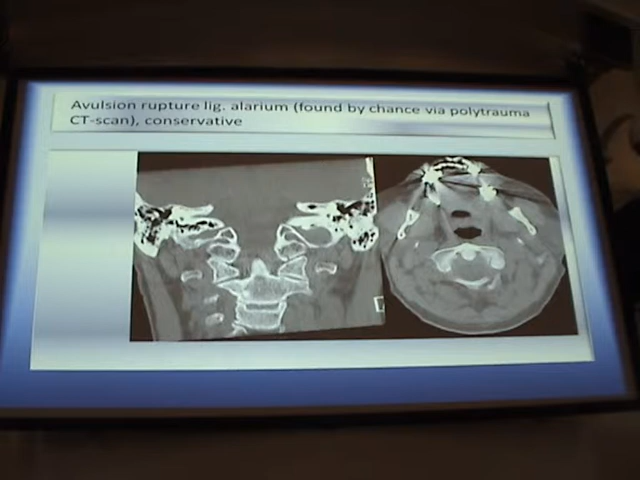 Avulsion rupture lig. alarium (found by chance via polytrauma
CT-scan), conservative